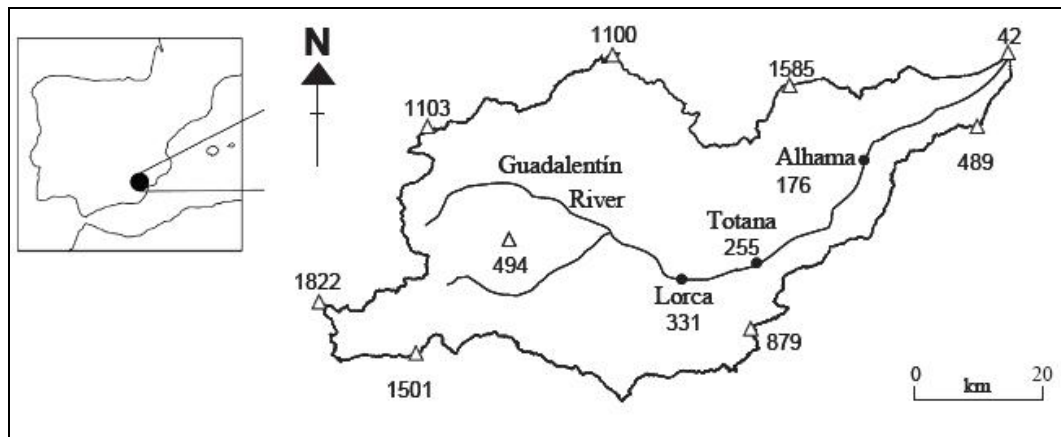 N
1100
42
1585
1103
Guadalentín
River
Alhama
176
489
Totana
255
494
1822
Lorca
331
879
1501
0 20
km